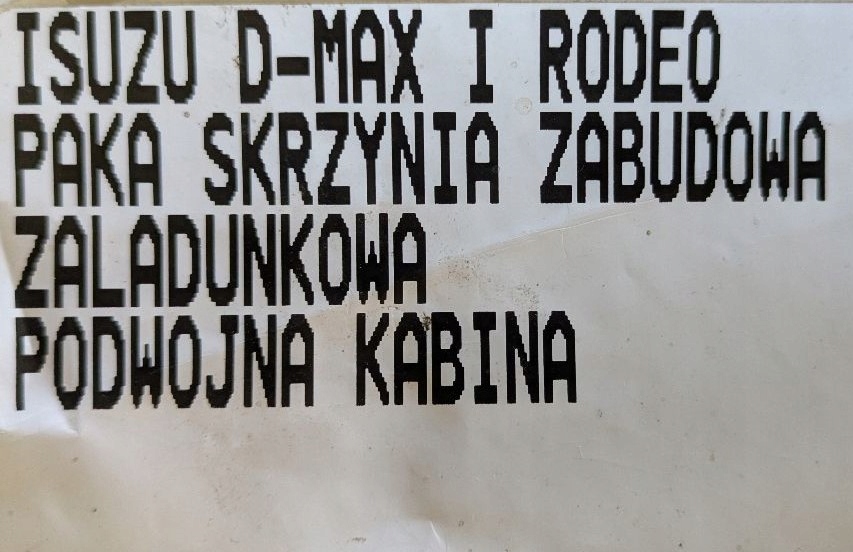 ISUZU D-MAX I RODEO
PAKA SKRZYNIA ZABUDOWA
ZALADUNKOWA
PODWOJNA KABINA